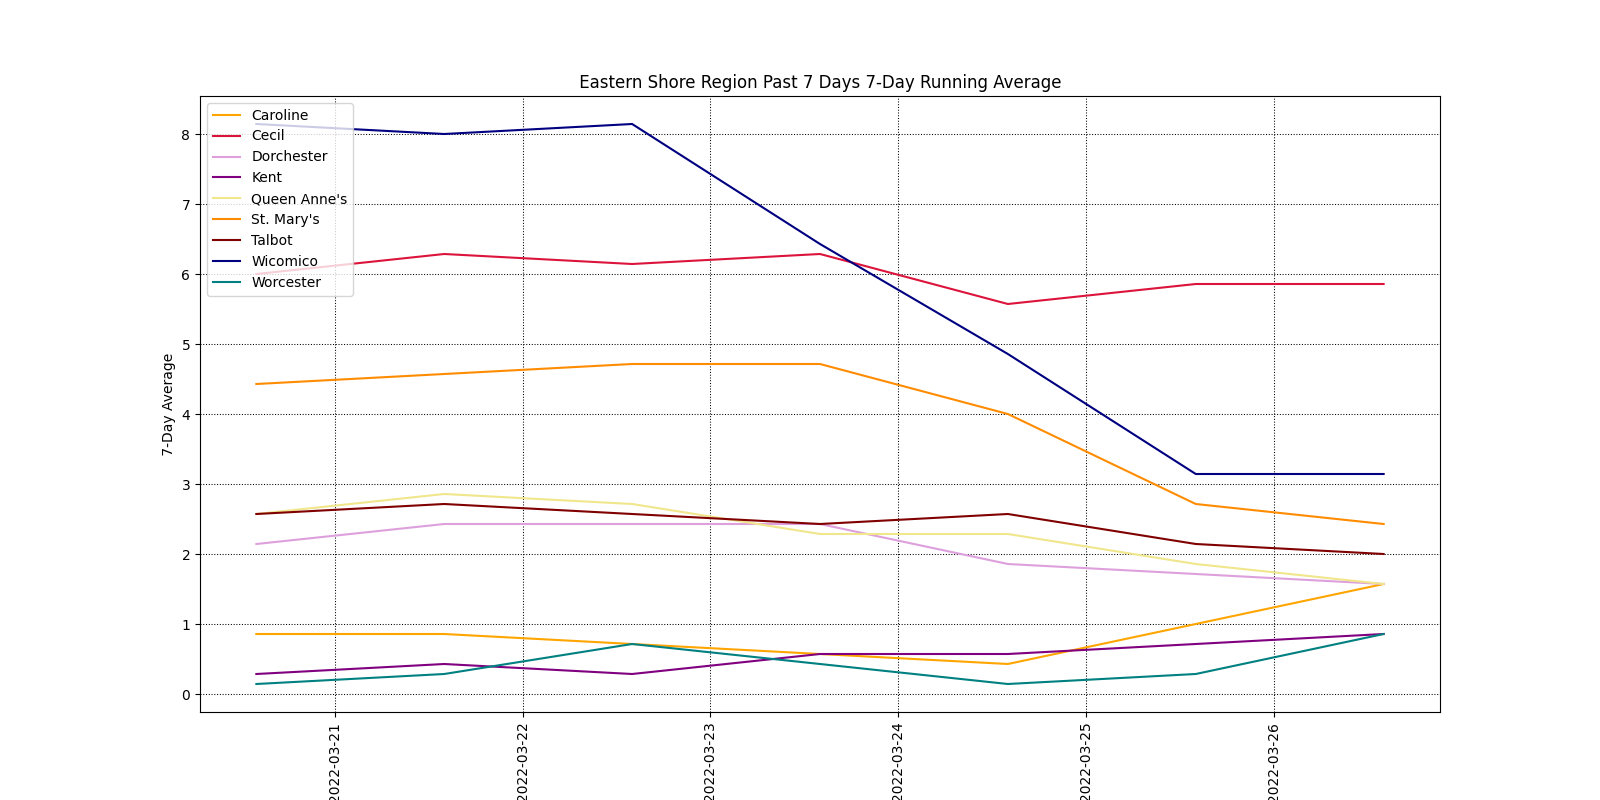 Eastern Shore Region Past 7 Days 7-Day Running Average
Caroline
Cecil
Dorchester
Kent
Queen Anne's
St. Mary's
Talbot
Wicomico
Worcester
8
7
6
5
4
3
2
1
0
7-Day Average
2022-03-21
2022-03-22
2022-03-23
2022-03-24
2022-03-25
2022-03-26